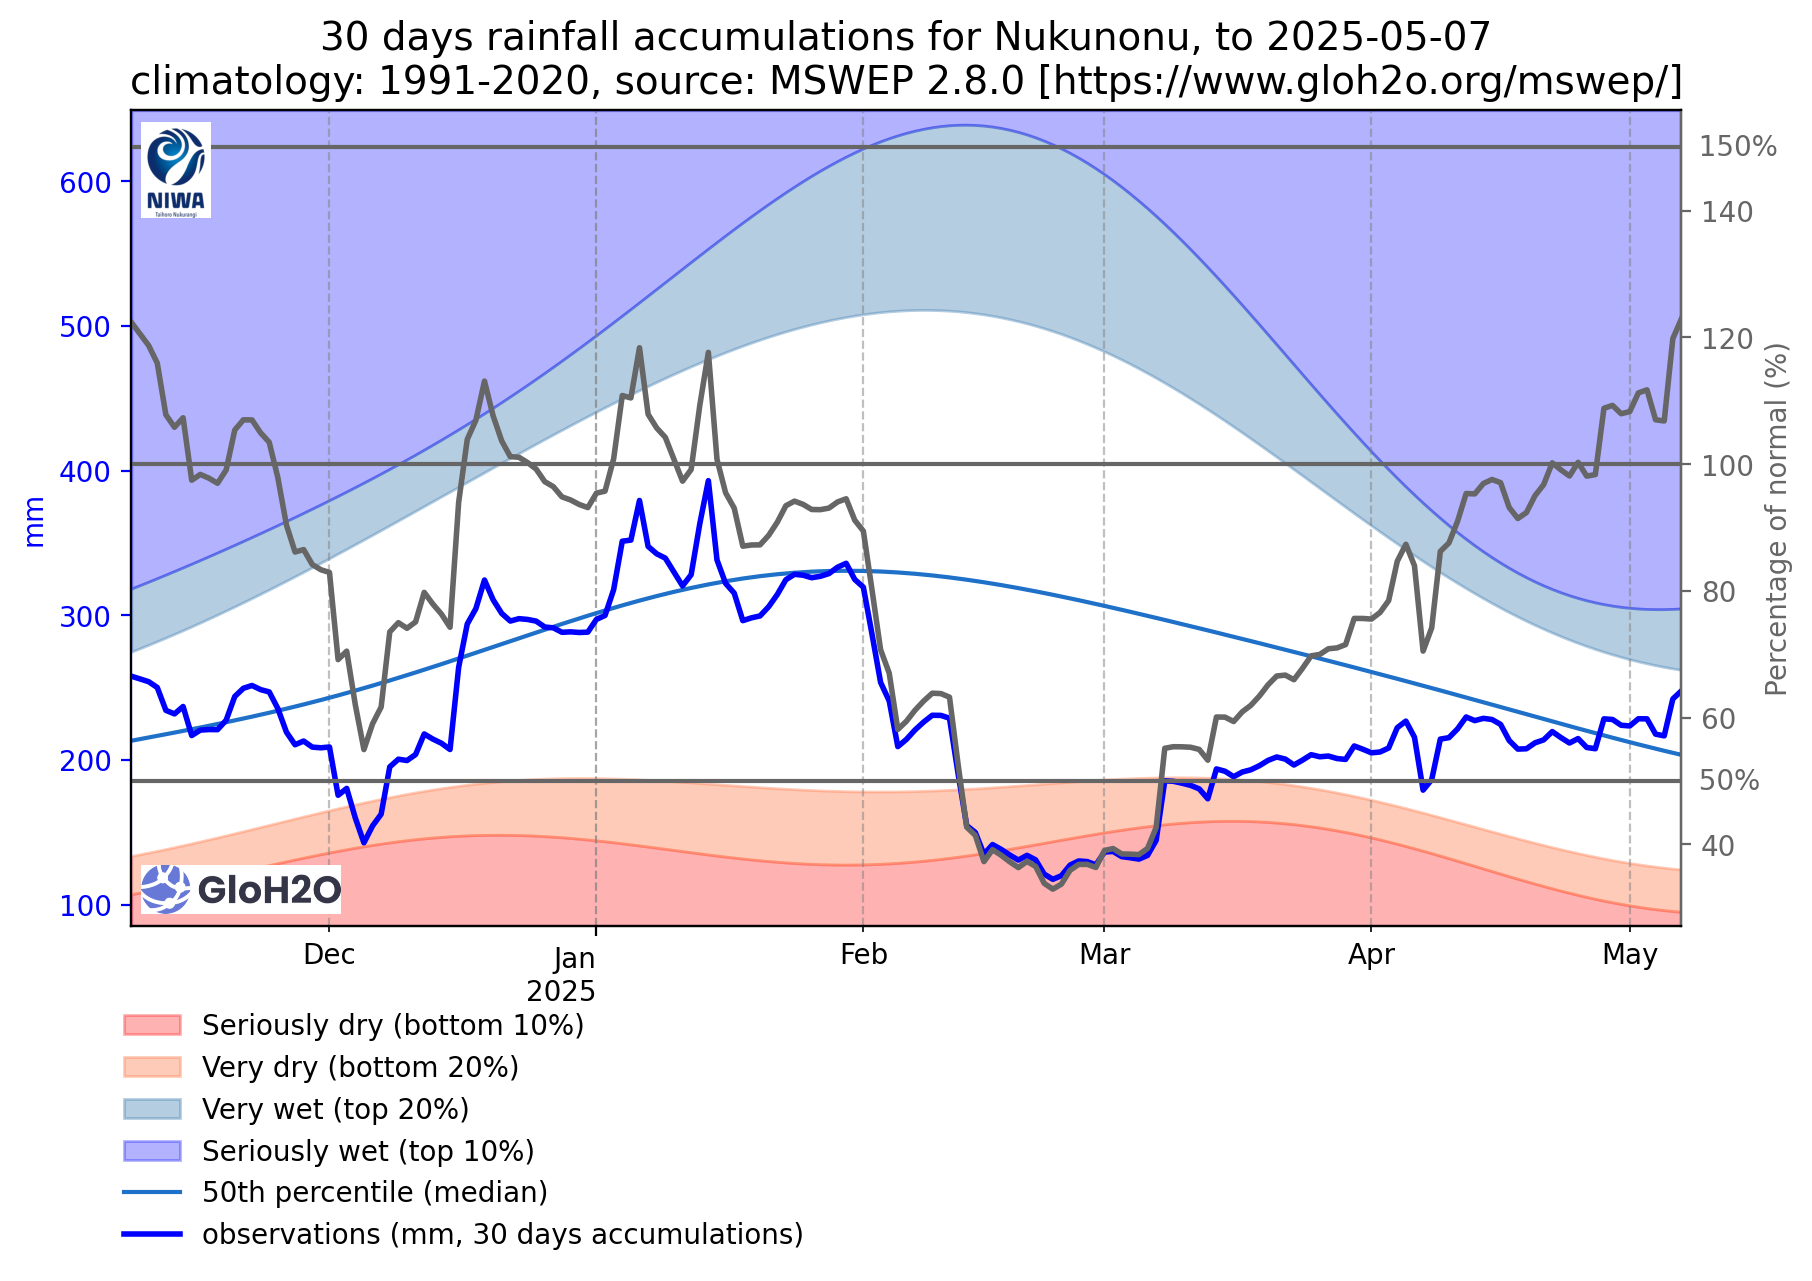 30 days rainfall accumulations for Nukunonu, to 2025-05-07
climatology: 1991-2020, source: MSWEP 2.8.0 [https://www.gloh2o.org/mswep/]
NIWA
Taihoro Nukurangi
600
500
400
300
200
100
mm
150%
140
120
100
80
60
50%
40
Percentage of normal (%)
GloH2O
Dec
Jan
2025
Feb
Mar
Apr
May
Seriously dry (bottom 10%)
Very dry (bottom 20%)
Very wet (top 20%)
Seriously wet (top 10%)
50th percentile (median)
observations (mm, 30 days accumulations)